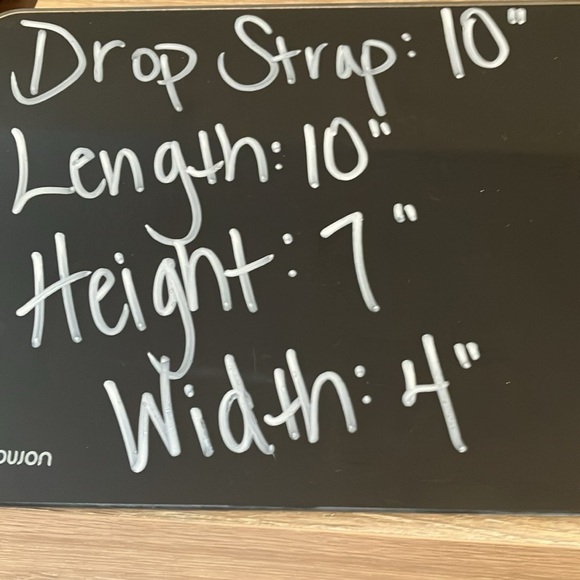 Drop Strap: 10"
Length: 10"
Height: 7"
Width: 4"